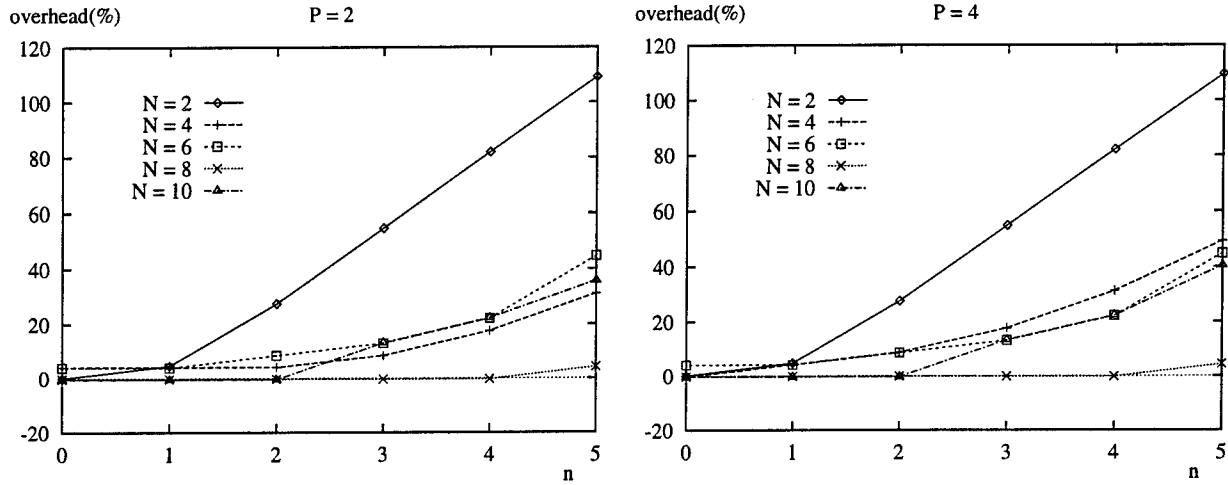 overhead(%)
P = 2
120
100
80
60
40
20
0
-20
N = 2
N = 4
N = 6
N = 8
N = 10
0
1
2
3
4
5
n
overhead(%)
P = 4
120
100
80
60
40
20
0
-20
N = 2
N = 4
N = 6
N = 8
N = 10
0
1
2
3
4
5
n